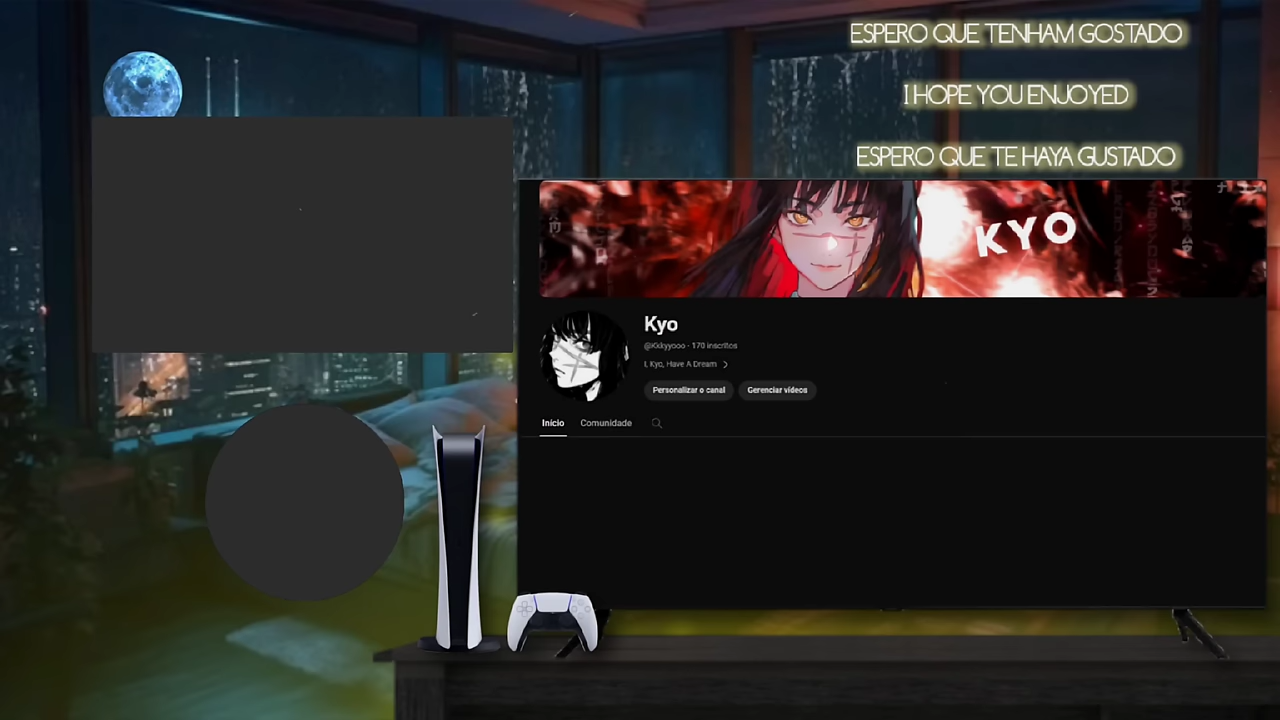 ESPERO QUE TENHAM GOSTADO
I HOPE YOU ENJOYED
ESPERO QUE TE HAYA GUSTADO
KYO
Kyo
@Kkkyyooo · 170 inscritos
I, Kyo, Have A Dream
Personalizar o canal
Gerenciar vídeos
Início
Comunidade